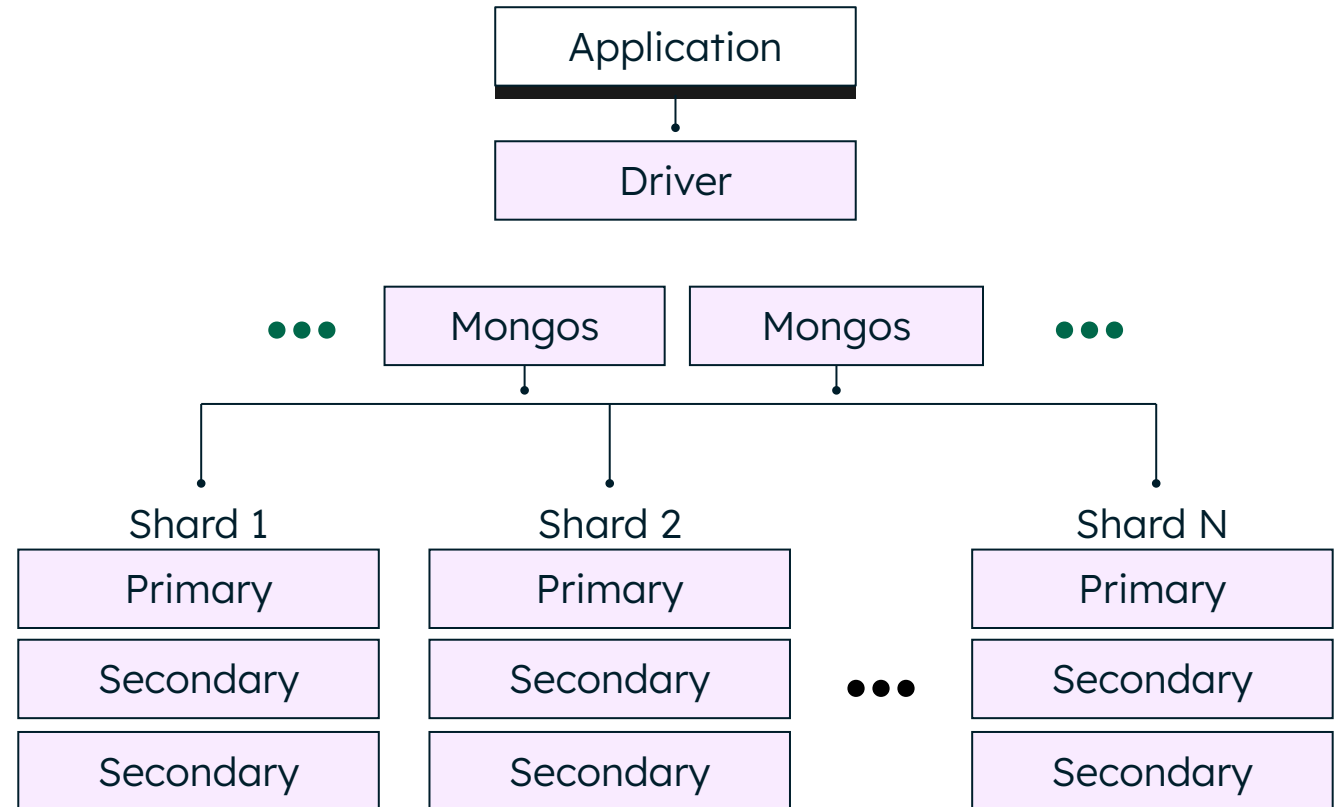 Application
Driver
Mongos Mongos
Shard 1 Shard 2 Shard N
Primary Primary Primary
Secondary Secondary Secondary
Secondary Secondary Secondary